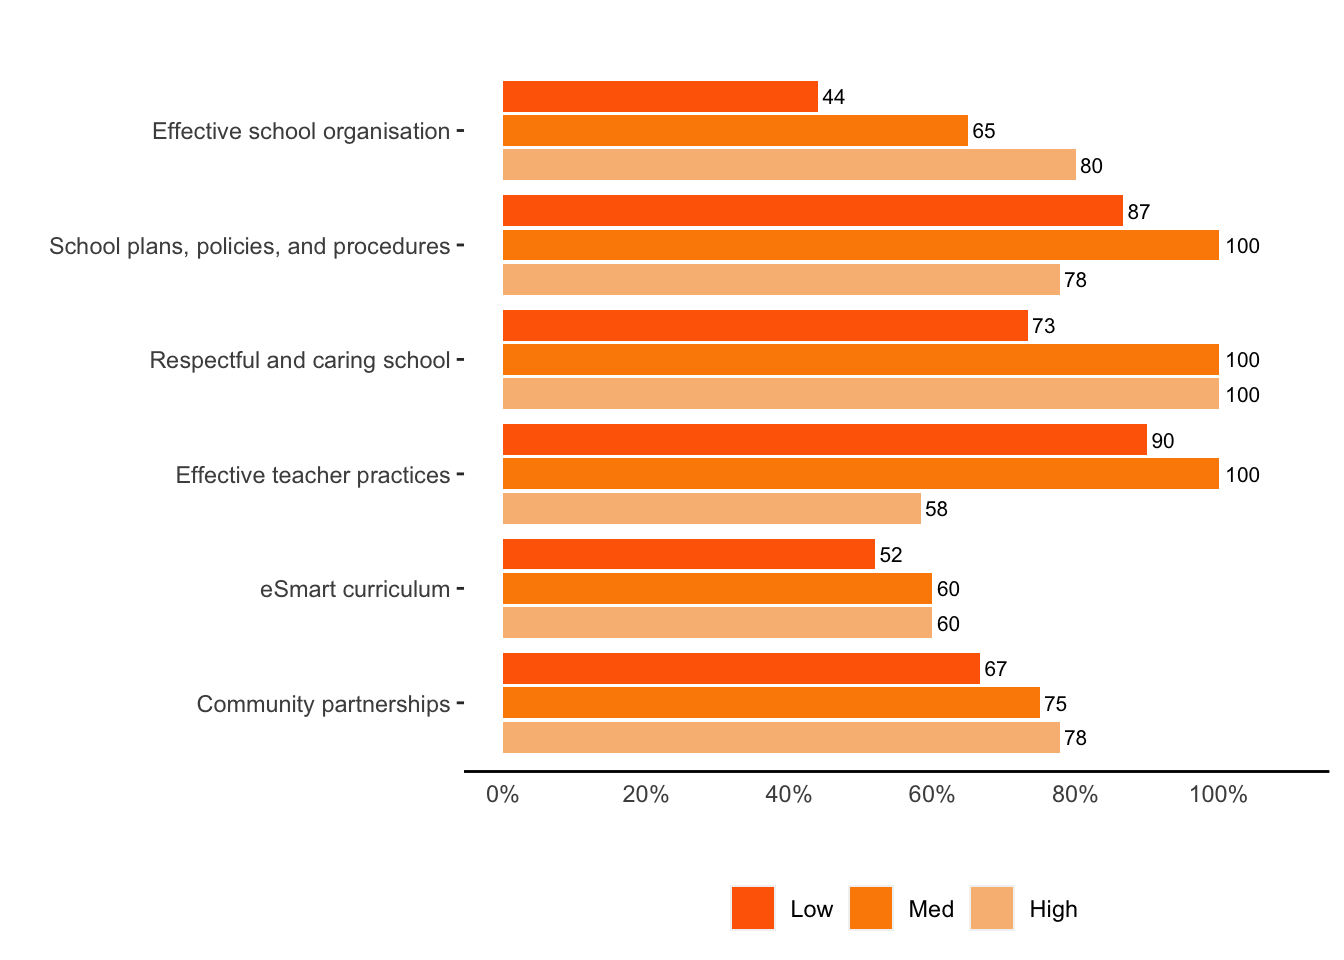 44
Effective school organisation
65
80
87
School plans, policies, and procedures
100
78
73
Respectful and caring school
100
100
90
Effective teacher practices
100
58
52
eSmart curriculum
60
60
67
Community partnerships
75
78
0% 20% 40% 60% 80% 100%
Low Med High